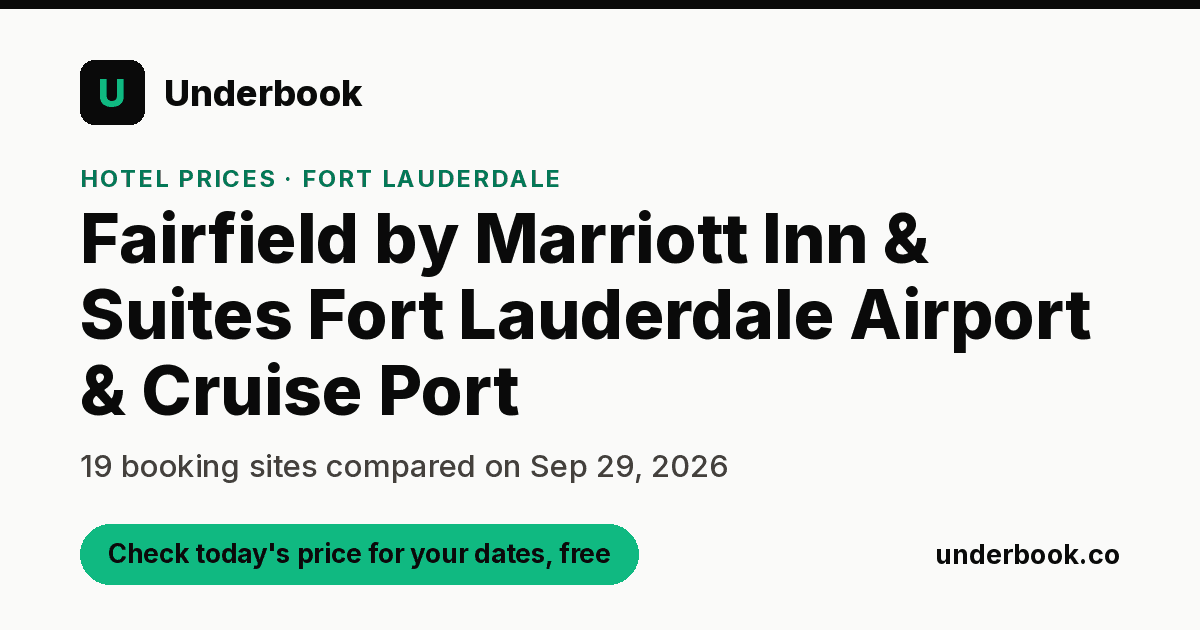 U Underbook
HOTEL PRICES · FORT LAUDERDALE
Fairfield by Marriott Inn &
Suites Fort Lauderdale Airport
& Cruise Port
19 booking sites compared on Sep 29, 2026
Check today's price for your dates, free
underbook.co